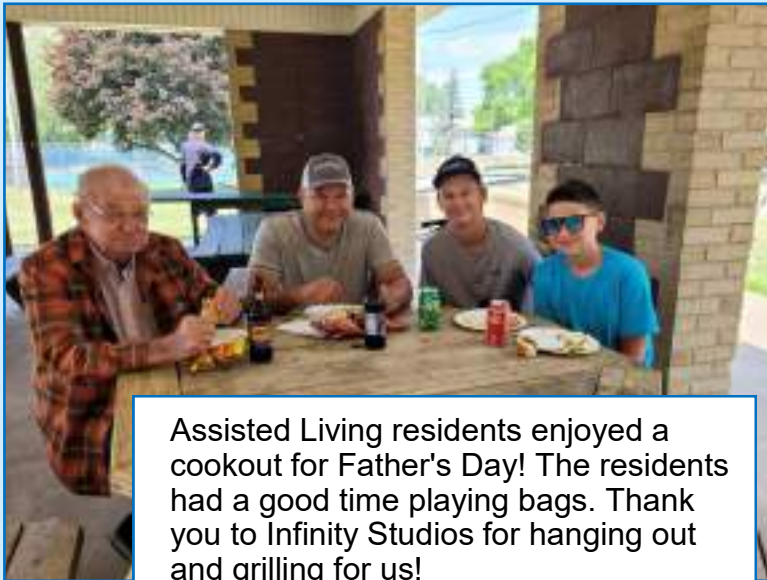 Assisted Living residents enjoyed a
cookout for Father's Day! The residents
had a good time playing bags. Thank
you to Infinity Studios for hanging out
and grilling for us!